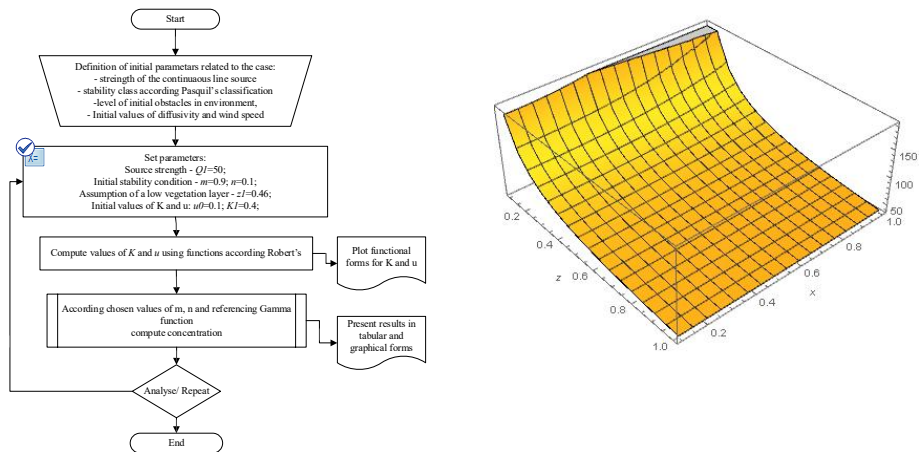 Start
Definition of initial parametars related to the case:
- strength of the continuous line source
- stability class according Pasquil's classification
-level of initial obstacles in environment,
- Initial values of diffusivity and wind speed
λ=
Set parameters:
Source strength - Q1=50;
Initial stability condition - m=0.9; n=0.1;
Assumption of a low vegetation layer - z1=0.46;
Initial values of K and u: u0=0.1; K1=0.4;
Compute values of K and u using functions according Robert's
Plot functional
forms for K and u
According chosen values of m, n and referencing Gamma
function
compute concentration
Present results in
tabular and
graphical forms
Analyse/ Repeat
End
150
100
50
0.2
0.4
z
0.6
0.8
1.0
0.2
0.4
x
0.6
0.8
1.0